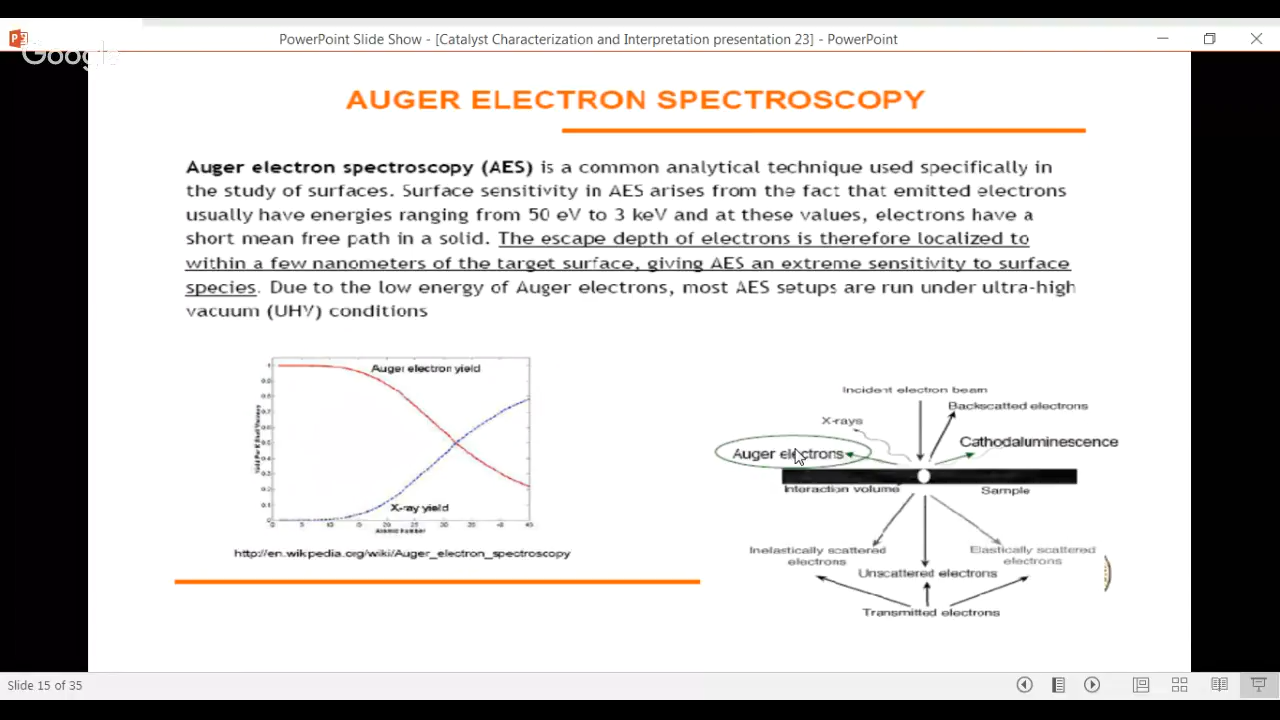 PowerPoint Slide Show - [Catalyst Characterization and Interpretation presentation 23] - PowerPoint
Google
AUGER ELECTRON SPECTROSCOPY
Auger electron spectroscopy (AES) is a common analytical technique used specifically in
the study of surfaces. Surface sensitivity in AES arises from the fact that emitted electrons
usually have energies ranging from 50 eV to 3 keV and at these values, electrons have a
short mean free path in a solid. The escape depth of electrons is therefore localized to
within a few nanometers of the target surface, giving AES an extreme sensitivity to surface
species. Due to the low energy of Auger electrons, most AES setups are run under ultra-high
vacuum (UHV) conditions
Auger electron yield
X-ray yield
Atomic Number
http://en.wikipedia.org/wiki/Auger_electron_spectroscopy
Incident electron beam
Backscatted electrons
X-rays
Cathodaluminescence
Auger electrons
Interaction volume
Sample
Inelastically scattered
electrons
Elastically scattered
electrons
Unscattered electrons
Transmitted electrons
Slide 15 of 35